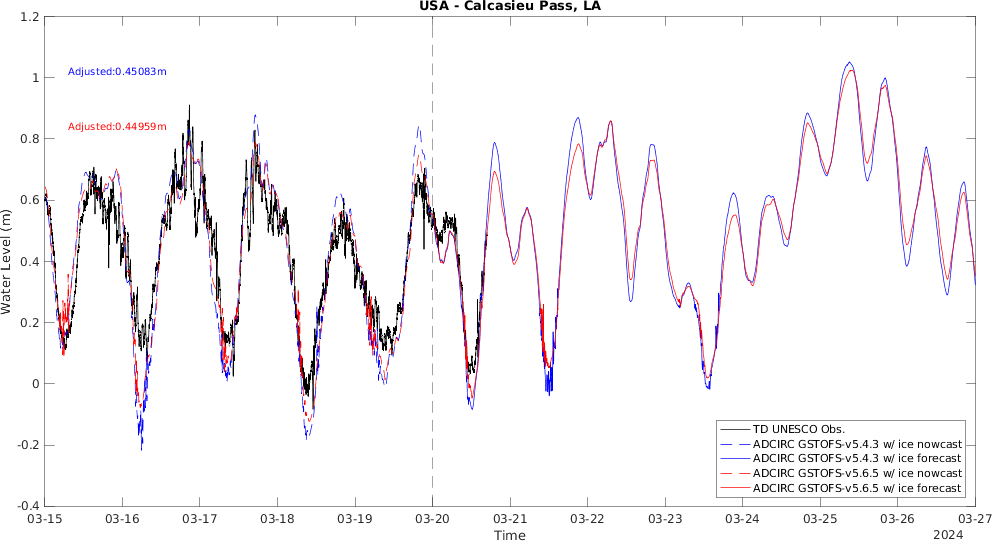 USA - Calcasieu Pass, LA
1.2
1
0.8
0.6
0.4
0.2
0
-0.2
-0.4
Water Level (m)
Adjusted:0.45083m
Adjusted:0.44959m
TD UNESCO Obs.
ADCIRC GSTOFS-v5.4.3 w/ ice nowcast
ADCIRC GSTOFS-v5.4.3 w/ ice forecast
ADCIRC GSTOFS-v5.6.5 w/ ice nowcast
ADCIRC GSTOFS-v5.6.5 w/ ice forecast
03-15 03-16 03-17 03-18 03-19 03-20 03-21 03-22 03-23 03-24 03-25 03-26 03-27
Time
2024